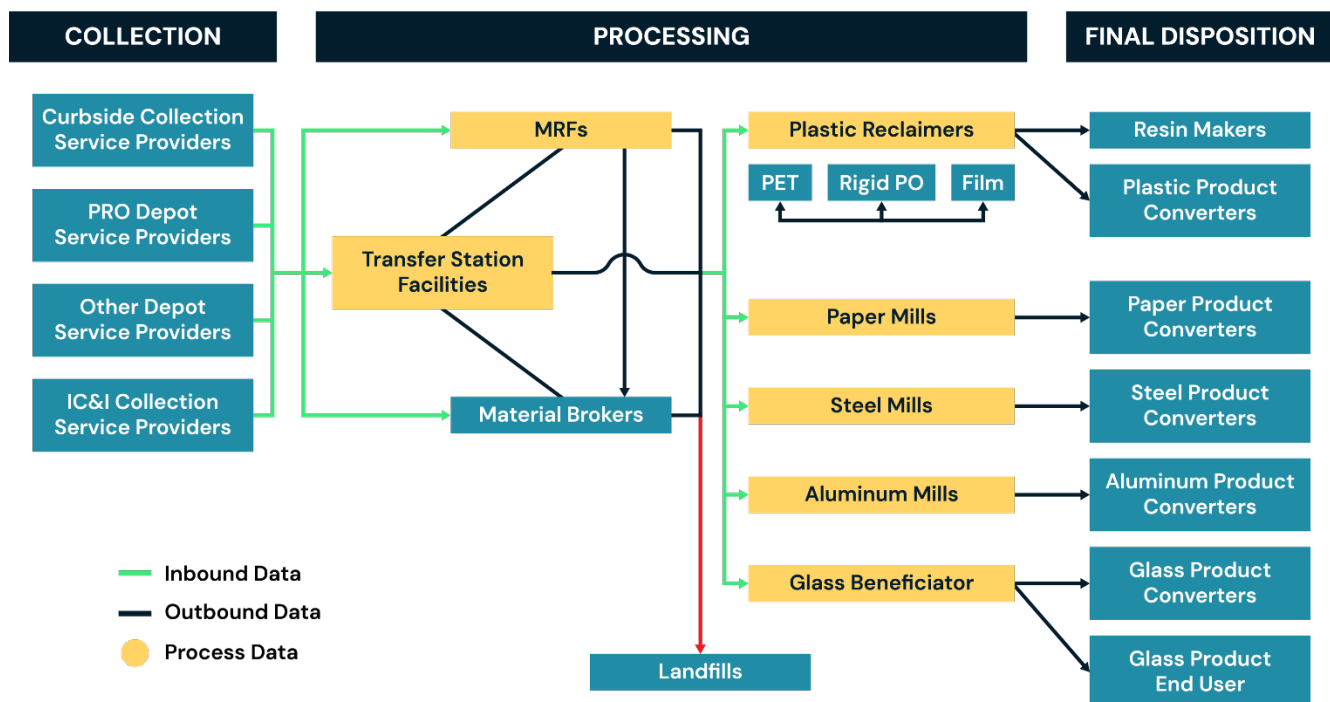 COLLECTION
PROCESSING
FINAL DISPOSITION
Curbside Collection
Service Providers
PRO Depot
Service Providers
Other Depot
Service Providers
IC&I Collection
Service Providers
MRFs
Transfer Station
Facilities
Material Brokers
Landfills
Plastic Reclaimers
PET
Rigid PO
Film
Paper Mills
Steel Mills
Aluminum Mills
Glass Beneficiator
Resin Makers
Plastic Product
Converters
Paper Product
Converters
Steel Product
Converters
Aluminum Product
Converters
Glass Product
Converters
Glass Product
End User
Inbound Data
Outbound Data
Process Data